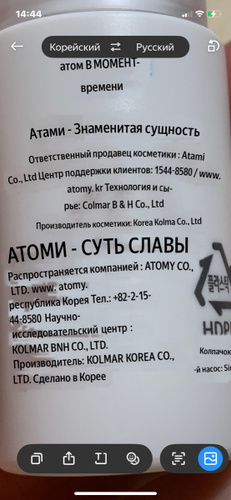 14:44
Корейский
Русский
атом В МОМЕНТ-
времени
Атами - Знаменитая сущность
Ответственный продавец косметики : Atami
Co., Ltd Центр поддержки клиентов: 1544-8580 / www.
atomy. kr Технология и сы-
рье: Colmar B & H Co., Ltd
Производитель косметики: Korea Kolma Co., Ltd
АТОМИ - СУТЬ СЛАВЫ
Распространяется компанией : ATOMY CO.,
LTD. www. atomy.
республика Корея Тел.: +82-2-15-
44-8580 Научно-
исследовательский центр :
KOLMAR BNH CO., LTD.
Производитель: KOLMAR KOREA CO.,
LTD. Сделано в Корее
HDPE
Колпачок
-й насос: